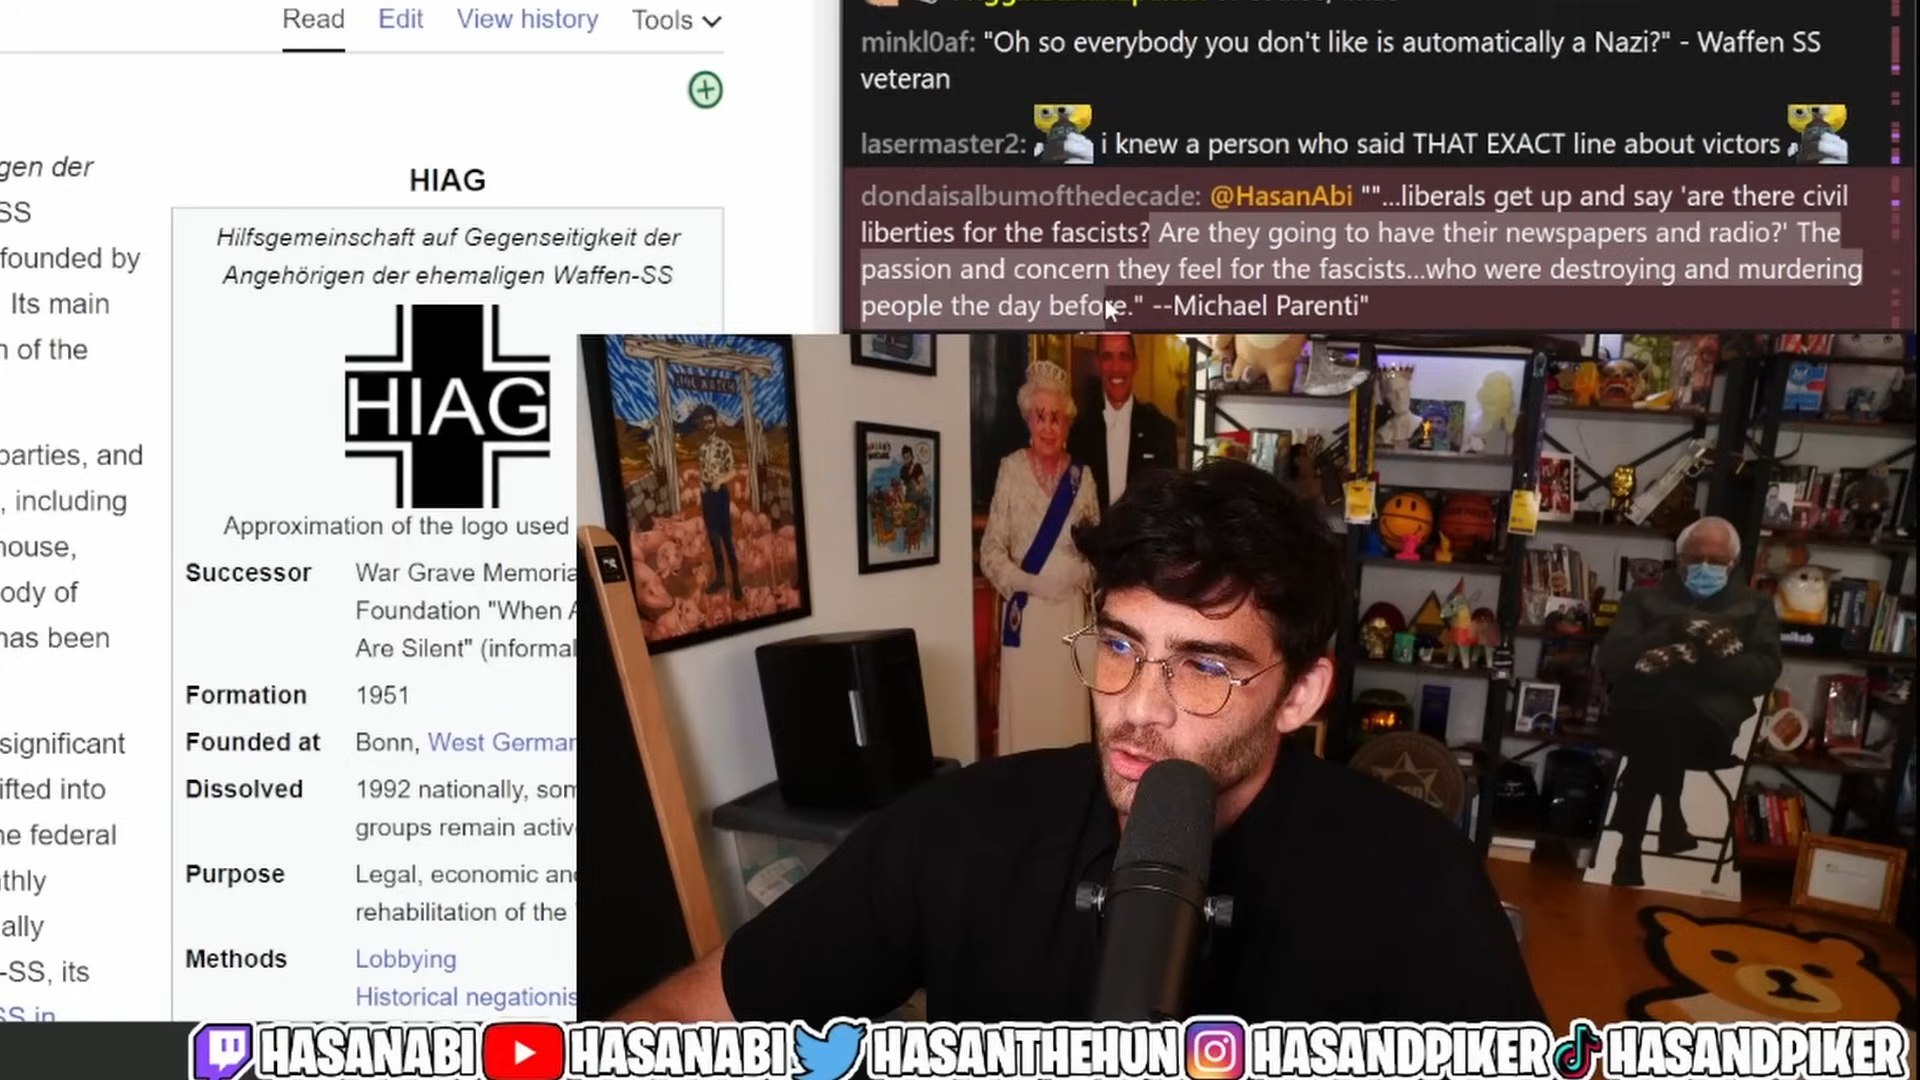 Read Edit View history Tools
gen der
SS
founded by
Its main
n of the
parties, and
, including
house,
ody of
has been
significant
ifted into
he federal
thly
ally
-SS, its
SS in
HIAG
Hilfsgemeinschaft auf Gegenseitigkeit der
Angehörigen der ehemaligen Waffen-SS
HIAG
Approximation of the logo used
Successor War Grave Memoria
Foundation "When A
Are Silent" (informal
Formation 1951
Founded at Bonn, West German
Dissolved 1992 nationally, som
groups remain activ
Purpose Legal, economic and
rehabilitation of the
Methods Lobbying
Historical negationis
minkl0af: "Oh so everybody you don't like is automatically a Nazi?" - Waffen SS
veteran
lasermaster2: i knew a person who said THAT EXACT line about victors
dondaisalbumofthedecade: @HasanAbi ""...liberals get up and say 'are there civil
liberties for the fascists? Are they going to have their newspapers and radio?' The
passion and concern they feel for the fascists...who were destroying and murdering
people the day before." --Michael Parenti"
HASANABI HASANABI HASANTHEHUN HASANDPIKER HASANDPIKER